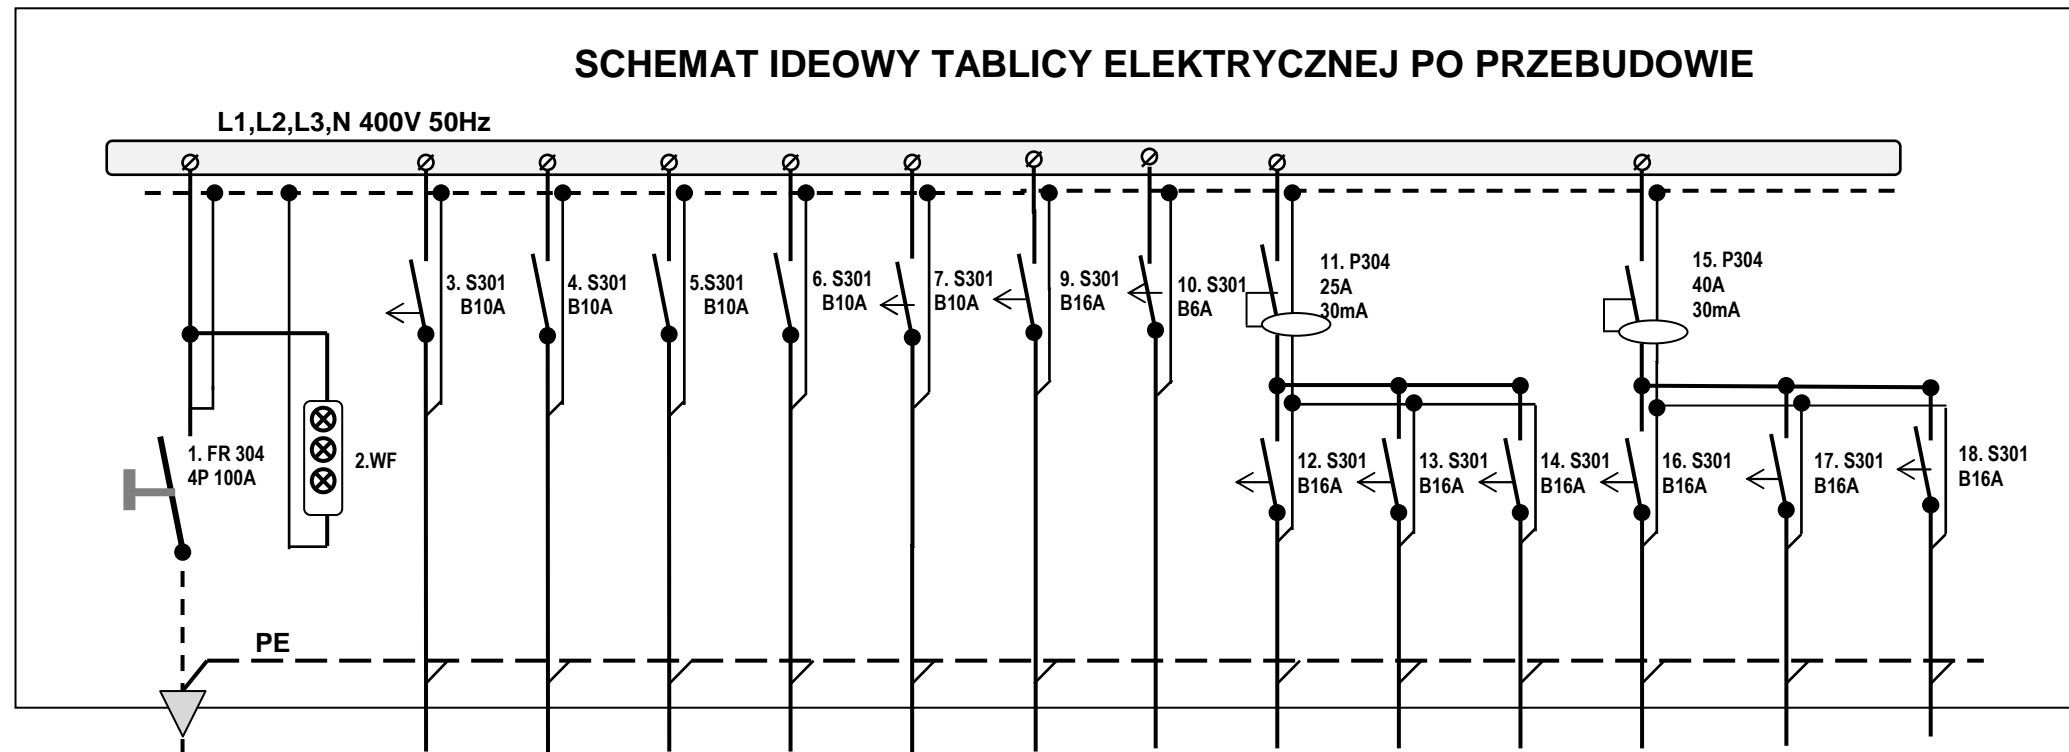 SCHEMAT IDEOWY TABLICY ELEKTRYCZNEJ PO PRZEBUDOWIE
L1,L2,L3,N 400V 50Hz
1. FR 304
4P 100A
2.WF
3. S301
B10A
4. S301
B10A
5.S301
B10A
6. S301
B10A
7. S301
B10A
9. S301
B16A
10. S301
B6A
11. P304
25A
30mA
12. S301
B16A
13. S301
B16A
14. S301
B16A
15. P304
40A
30mA
16. S301
B16A
17. S301
B16A
18. S301
B16A
PE